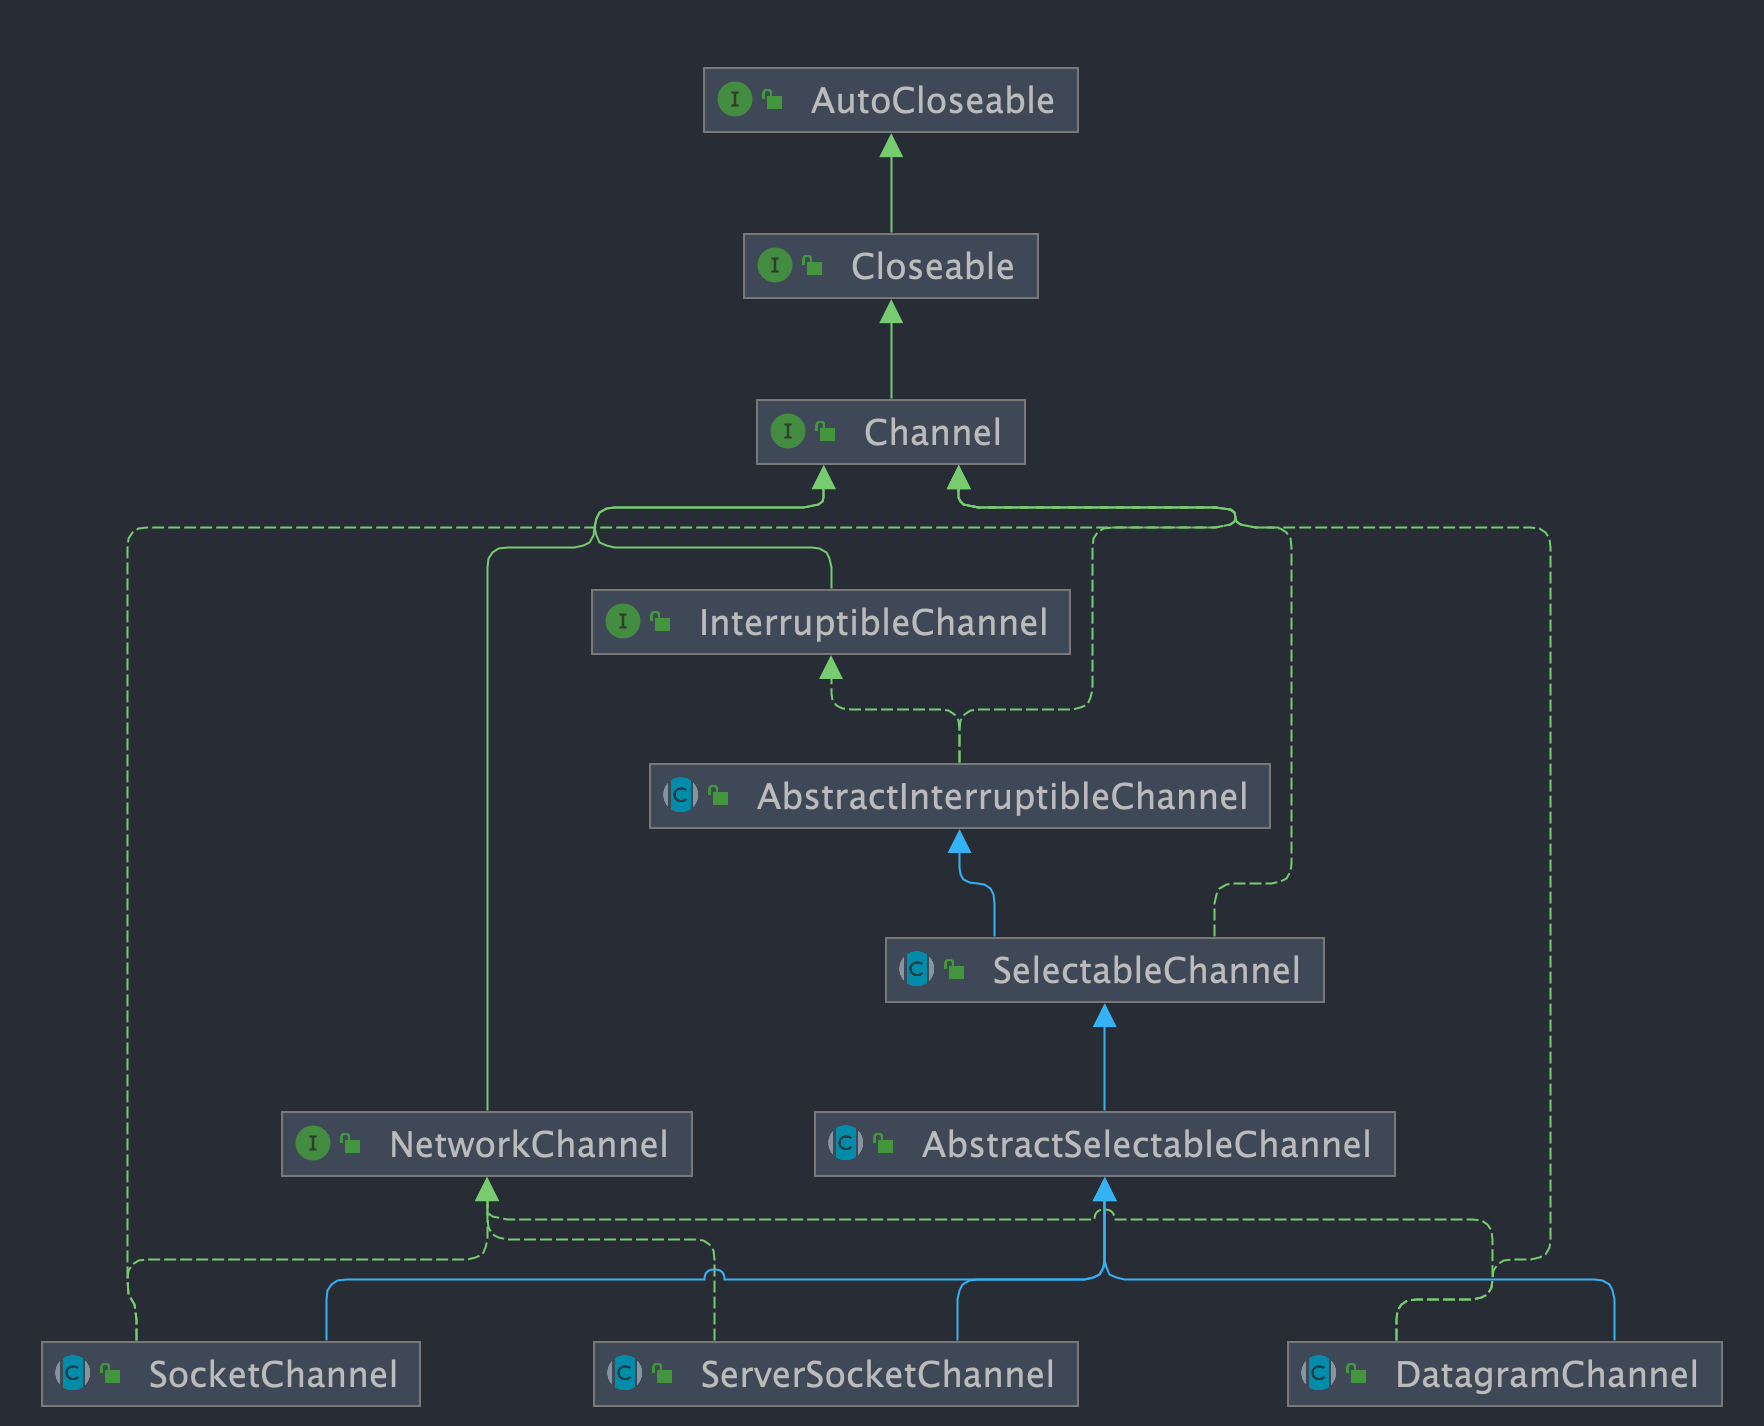 I AutoCloseable
I Closeable
I Channel
I InterruptibleChannel
C AbstractInterruptibleChannel
C SelectableChannel
I NetworkChannel
C AbstractSelectableChannel
C SocketChannel
C ServerSocketChannel
C DatagramChannel